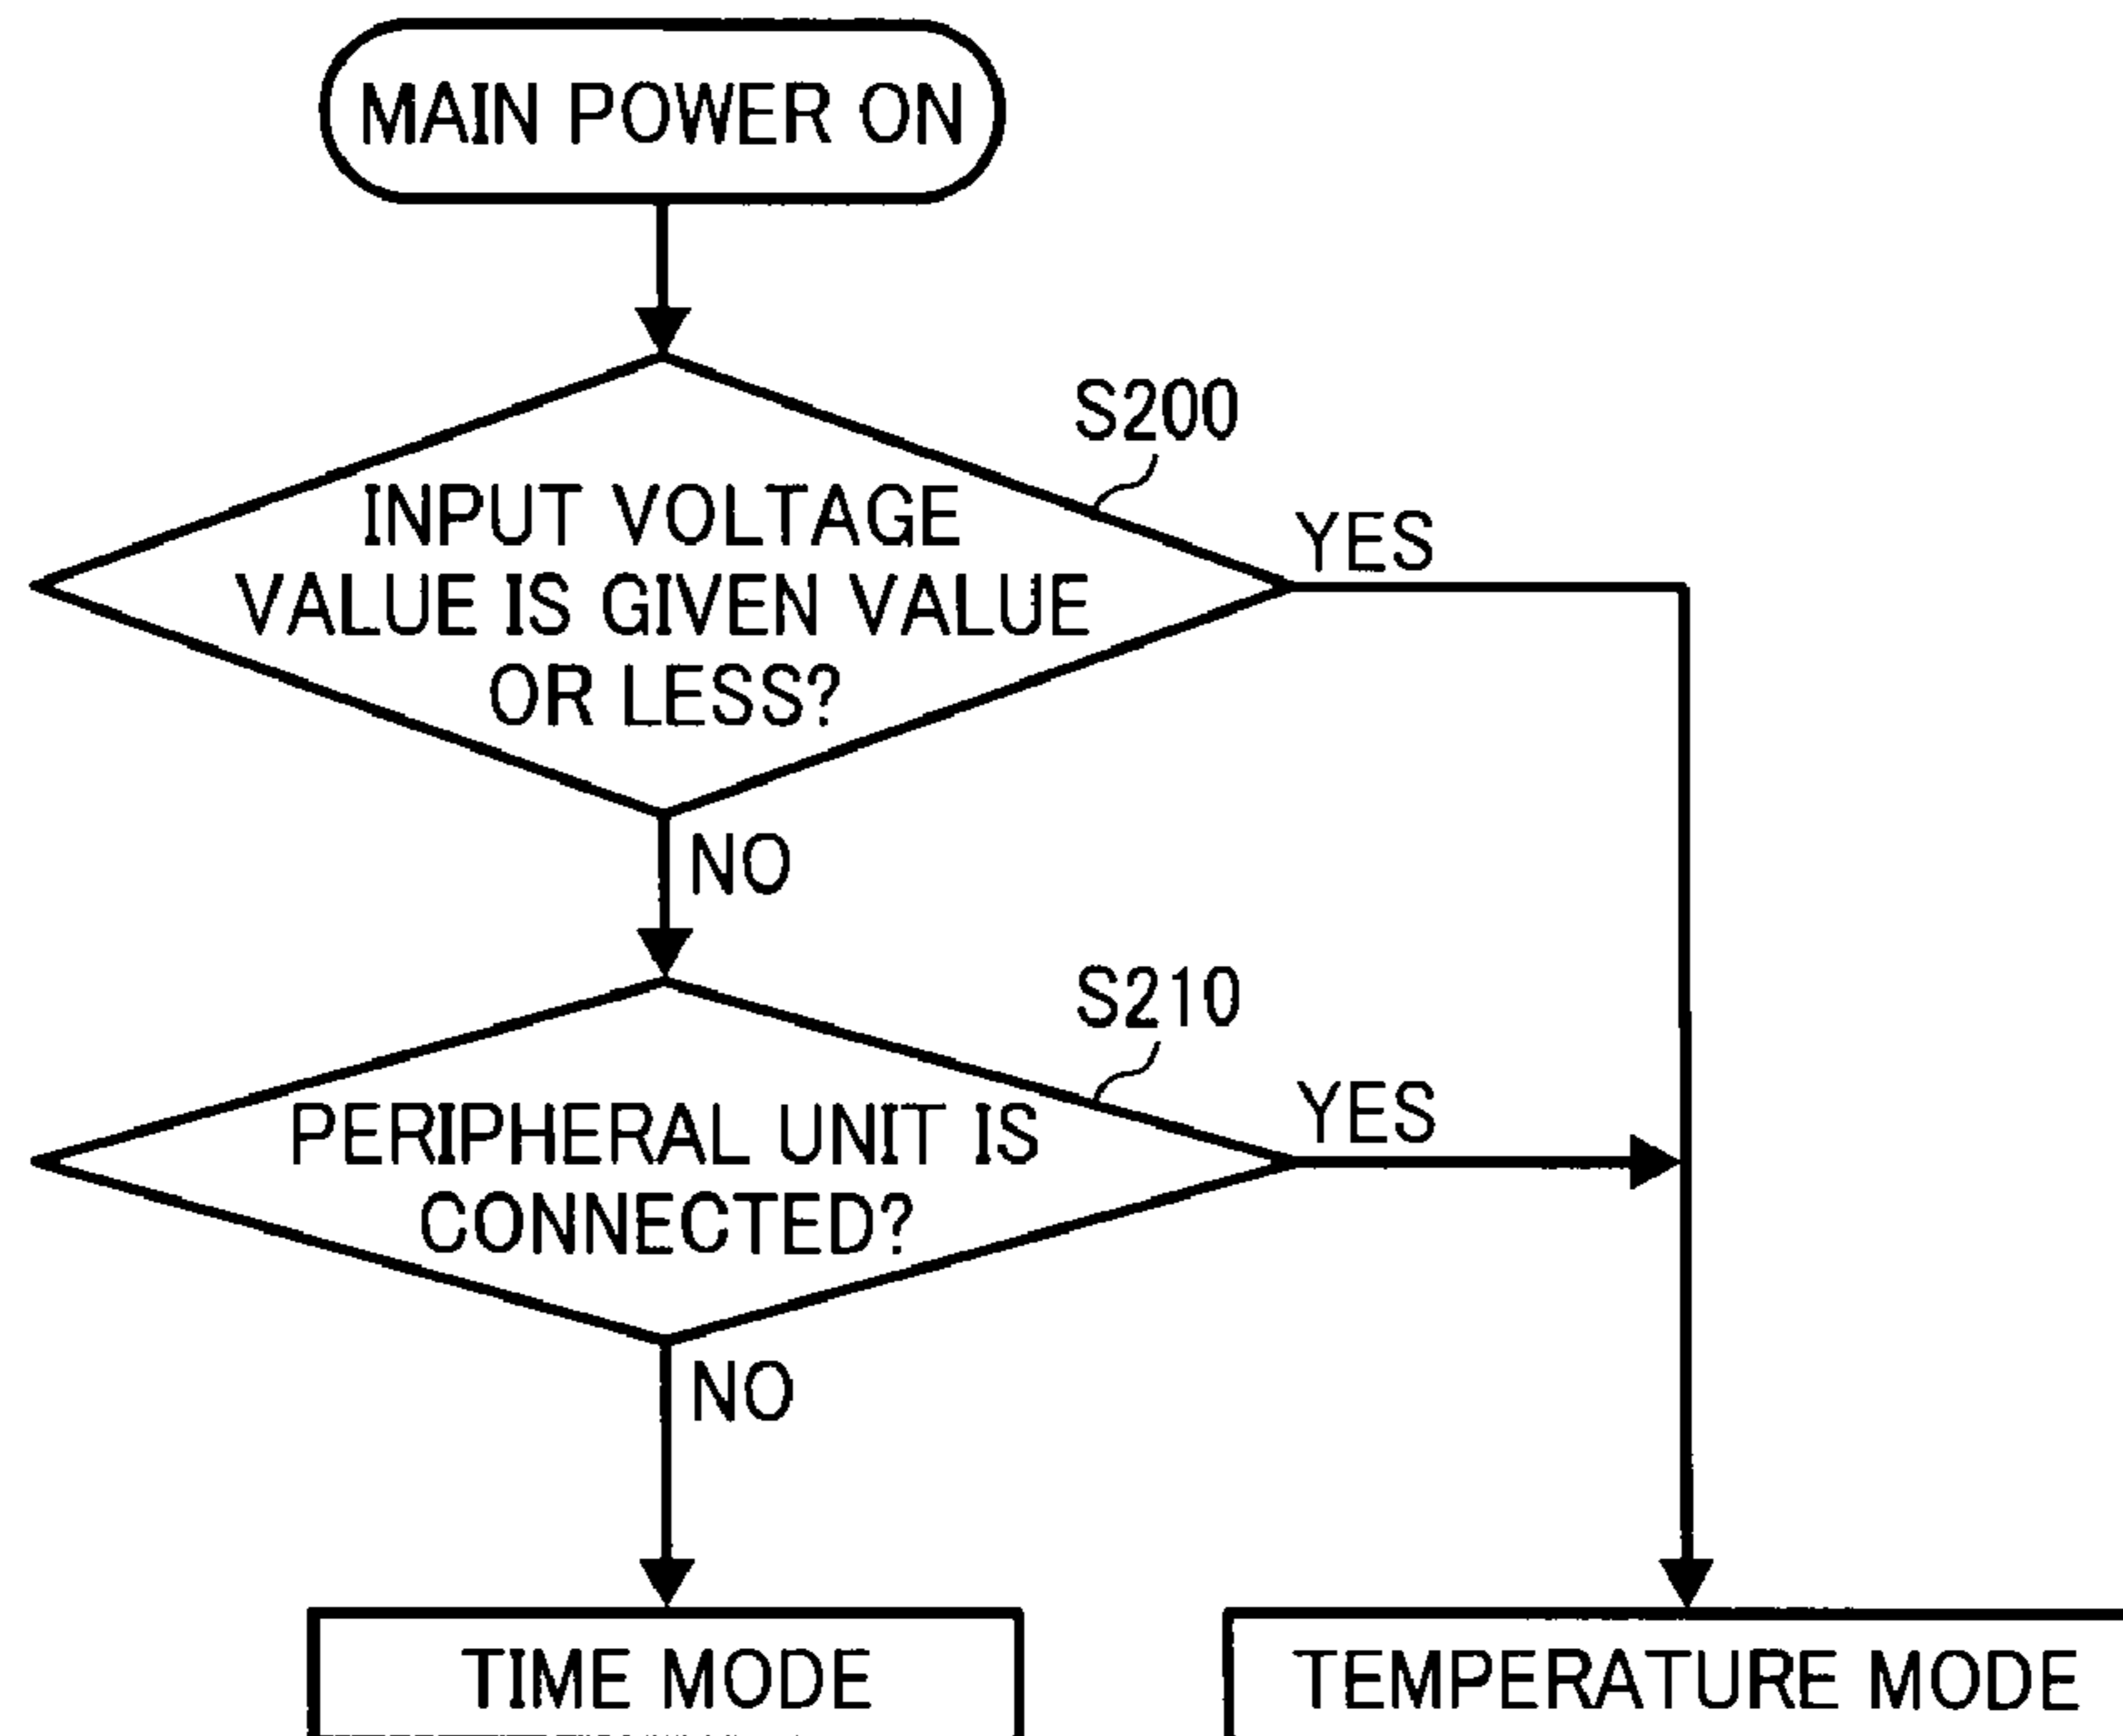 MAIN POWER ON
S200
INPUT VOLTAGE
VALUE IS GIVEN VALUE
OR LESS?
YES
NO
S210
PERIPHERAL UNIT IS
CONNECTED?
YES
NO
TIME MODE
TEMPERATURE MODE